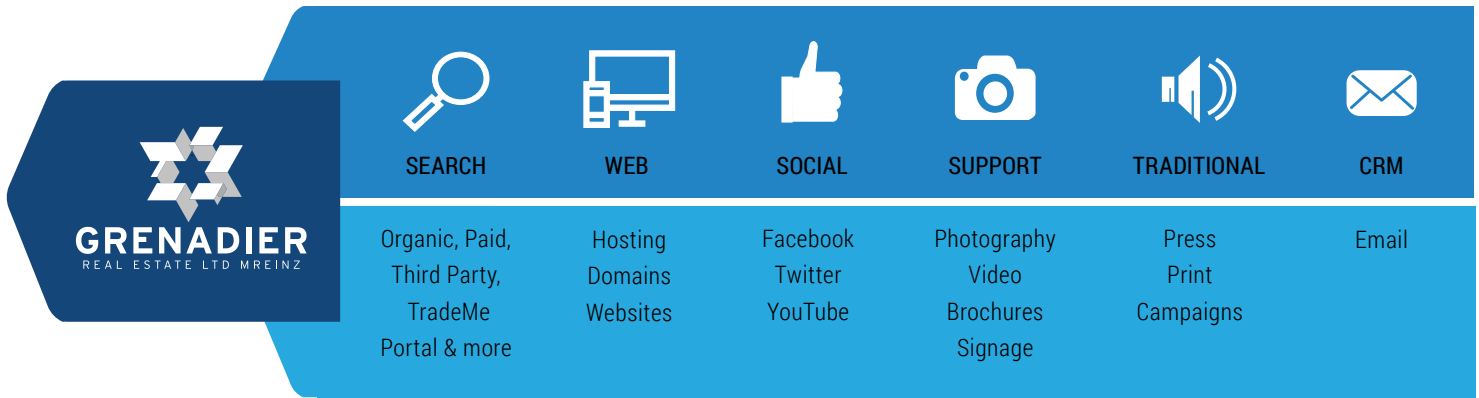 GRENADIER
REAL ESTATE LTD MREINZ
SEARCH
Organic, Paid,
Third Party,
TradeMe
Portal & more
WEB
Hosting
Domains
Websites
SOCIAL
Facebook
Twitter
YouTube
SUPPORT
Photography
Video
Brochures
Signage
TRADITIONAL
Press
Print
Campaigns
CRM
Email